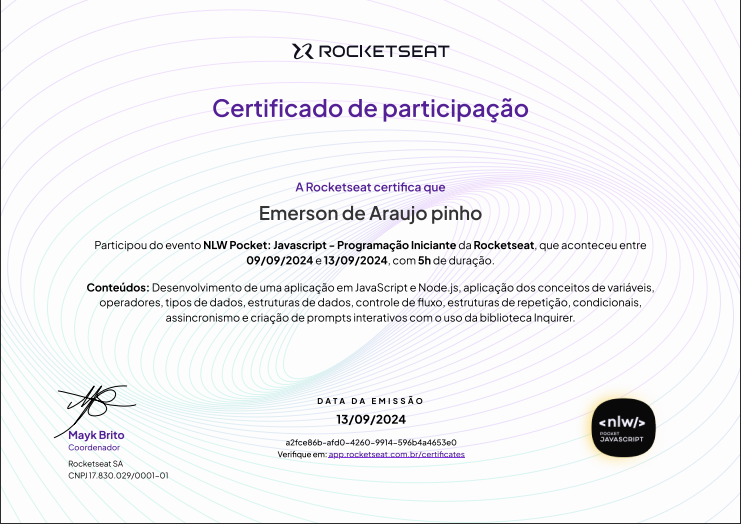 ROCKETSEAT
Certificado de participação
A Rocketseat certifica que
Emerson de Araujo pinho
Participou do evento NLW Pocket: Javascript - Programação Iniciante da Rocketseat, que aconteceu entre
09/09/2024 e 13/09/2024, com 5h de duração.
Conteúdos: Desenvolvimento de uma aplicação em JavaScript e Node.js, aplicação dos conceitos de variáveis,
operadores, tipos de dados, estruturas de dados, controle de fluxo, estruturas de repetição, condicionais,
assincronismo e criação de prompts interativos com o uso da biblioteca Inquirer.
Mayk Brito
Coordenador
Rocketseat SA
CNPJ 17.830.029/0001-01
DATA DA EMISSÃO
13/09/2024
a2fce86b-afd0-4260-9914-596b4a4653e0
Verifique em: app.rocketseat.com.br/certificates
<nlw/>
POCKET
JAVASCRIPT